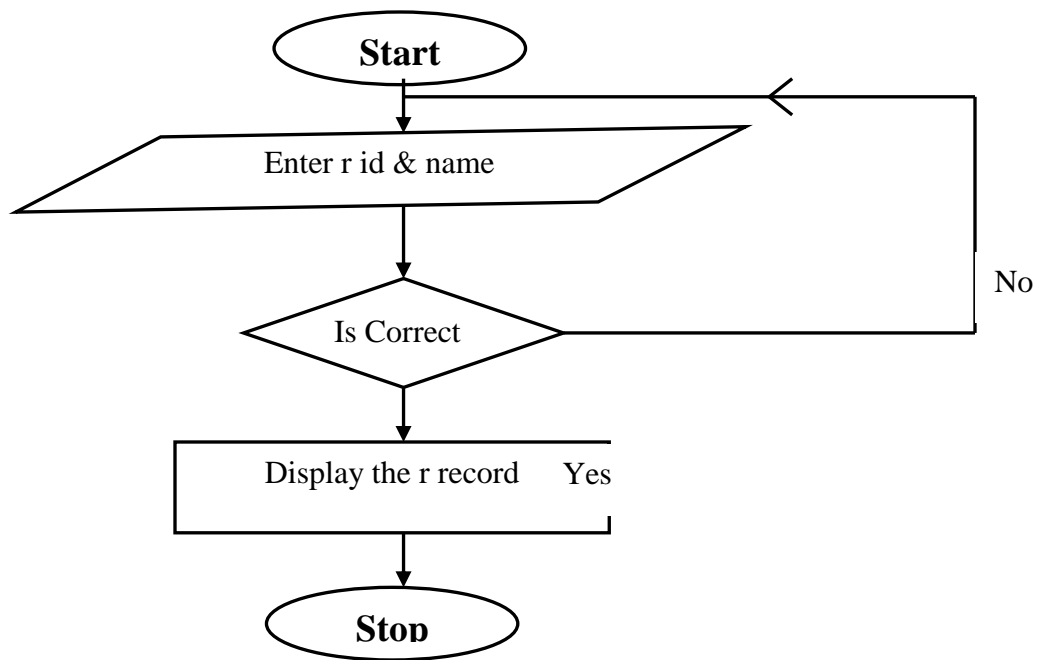 Start
Enter r id & name
No
Is Correct
Display the r record
Yes
Stop